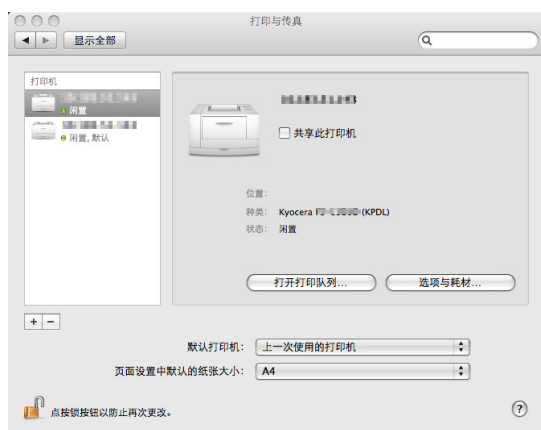 打印与传真
显示全部
打印机
闲置
闲置, 默认
共享此打印机
位置:
种类: Kyocera (KPDL)
状态: 闲置
打开打印队列...
选项与耗材...
+ −
默认打印机: 上一次使用的打印机
页面设置中默认的纸张大小: A4
点按锁按钮以防止再次更改。
?